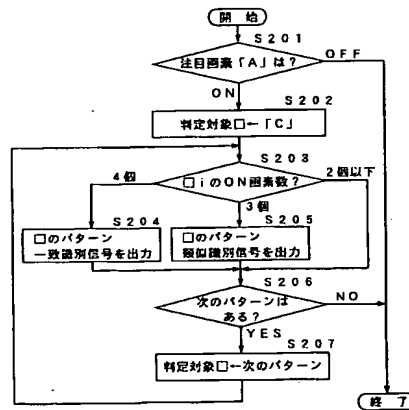 開始
S201
注目画素「A」は?
OFF
ON
S202
判定対象□←「C」
S203
□iのON画素数?
4個
2個以下
3個
S204
□のパターン
一致識別信号を出力
S205
□のパターン
類似識別信号を出力
S206
次のパターンは
ある?
NO
YES
S207
判定対象□←次のパターン
終了